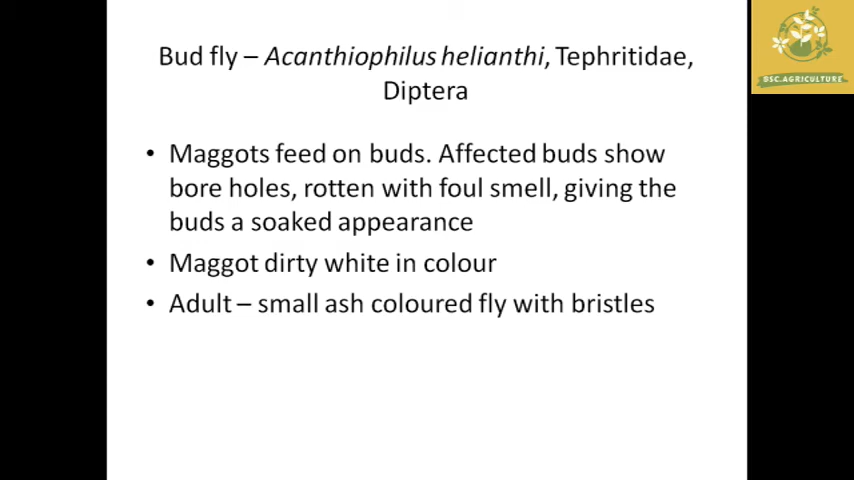 Bud fly – Acanthiophilus helianthi, Tephritidae,
Diptera
• Maggots feed on buds. Affected buds show
bore holes, rotten with foul smell, giving the
buds a soaked appearance
• Maggot dirty white in colour
• Adult – small ash coloured fly with bristles
BSC.AGRICULTURE